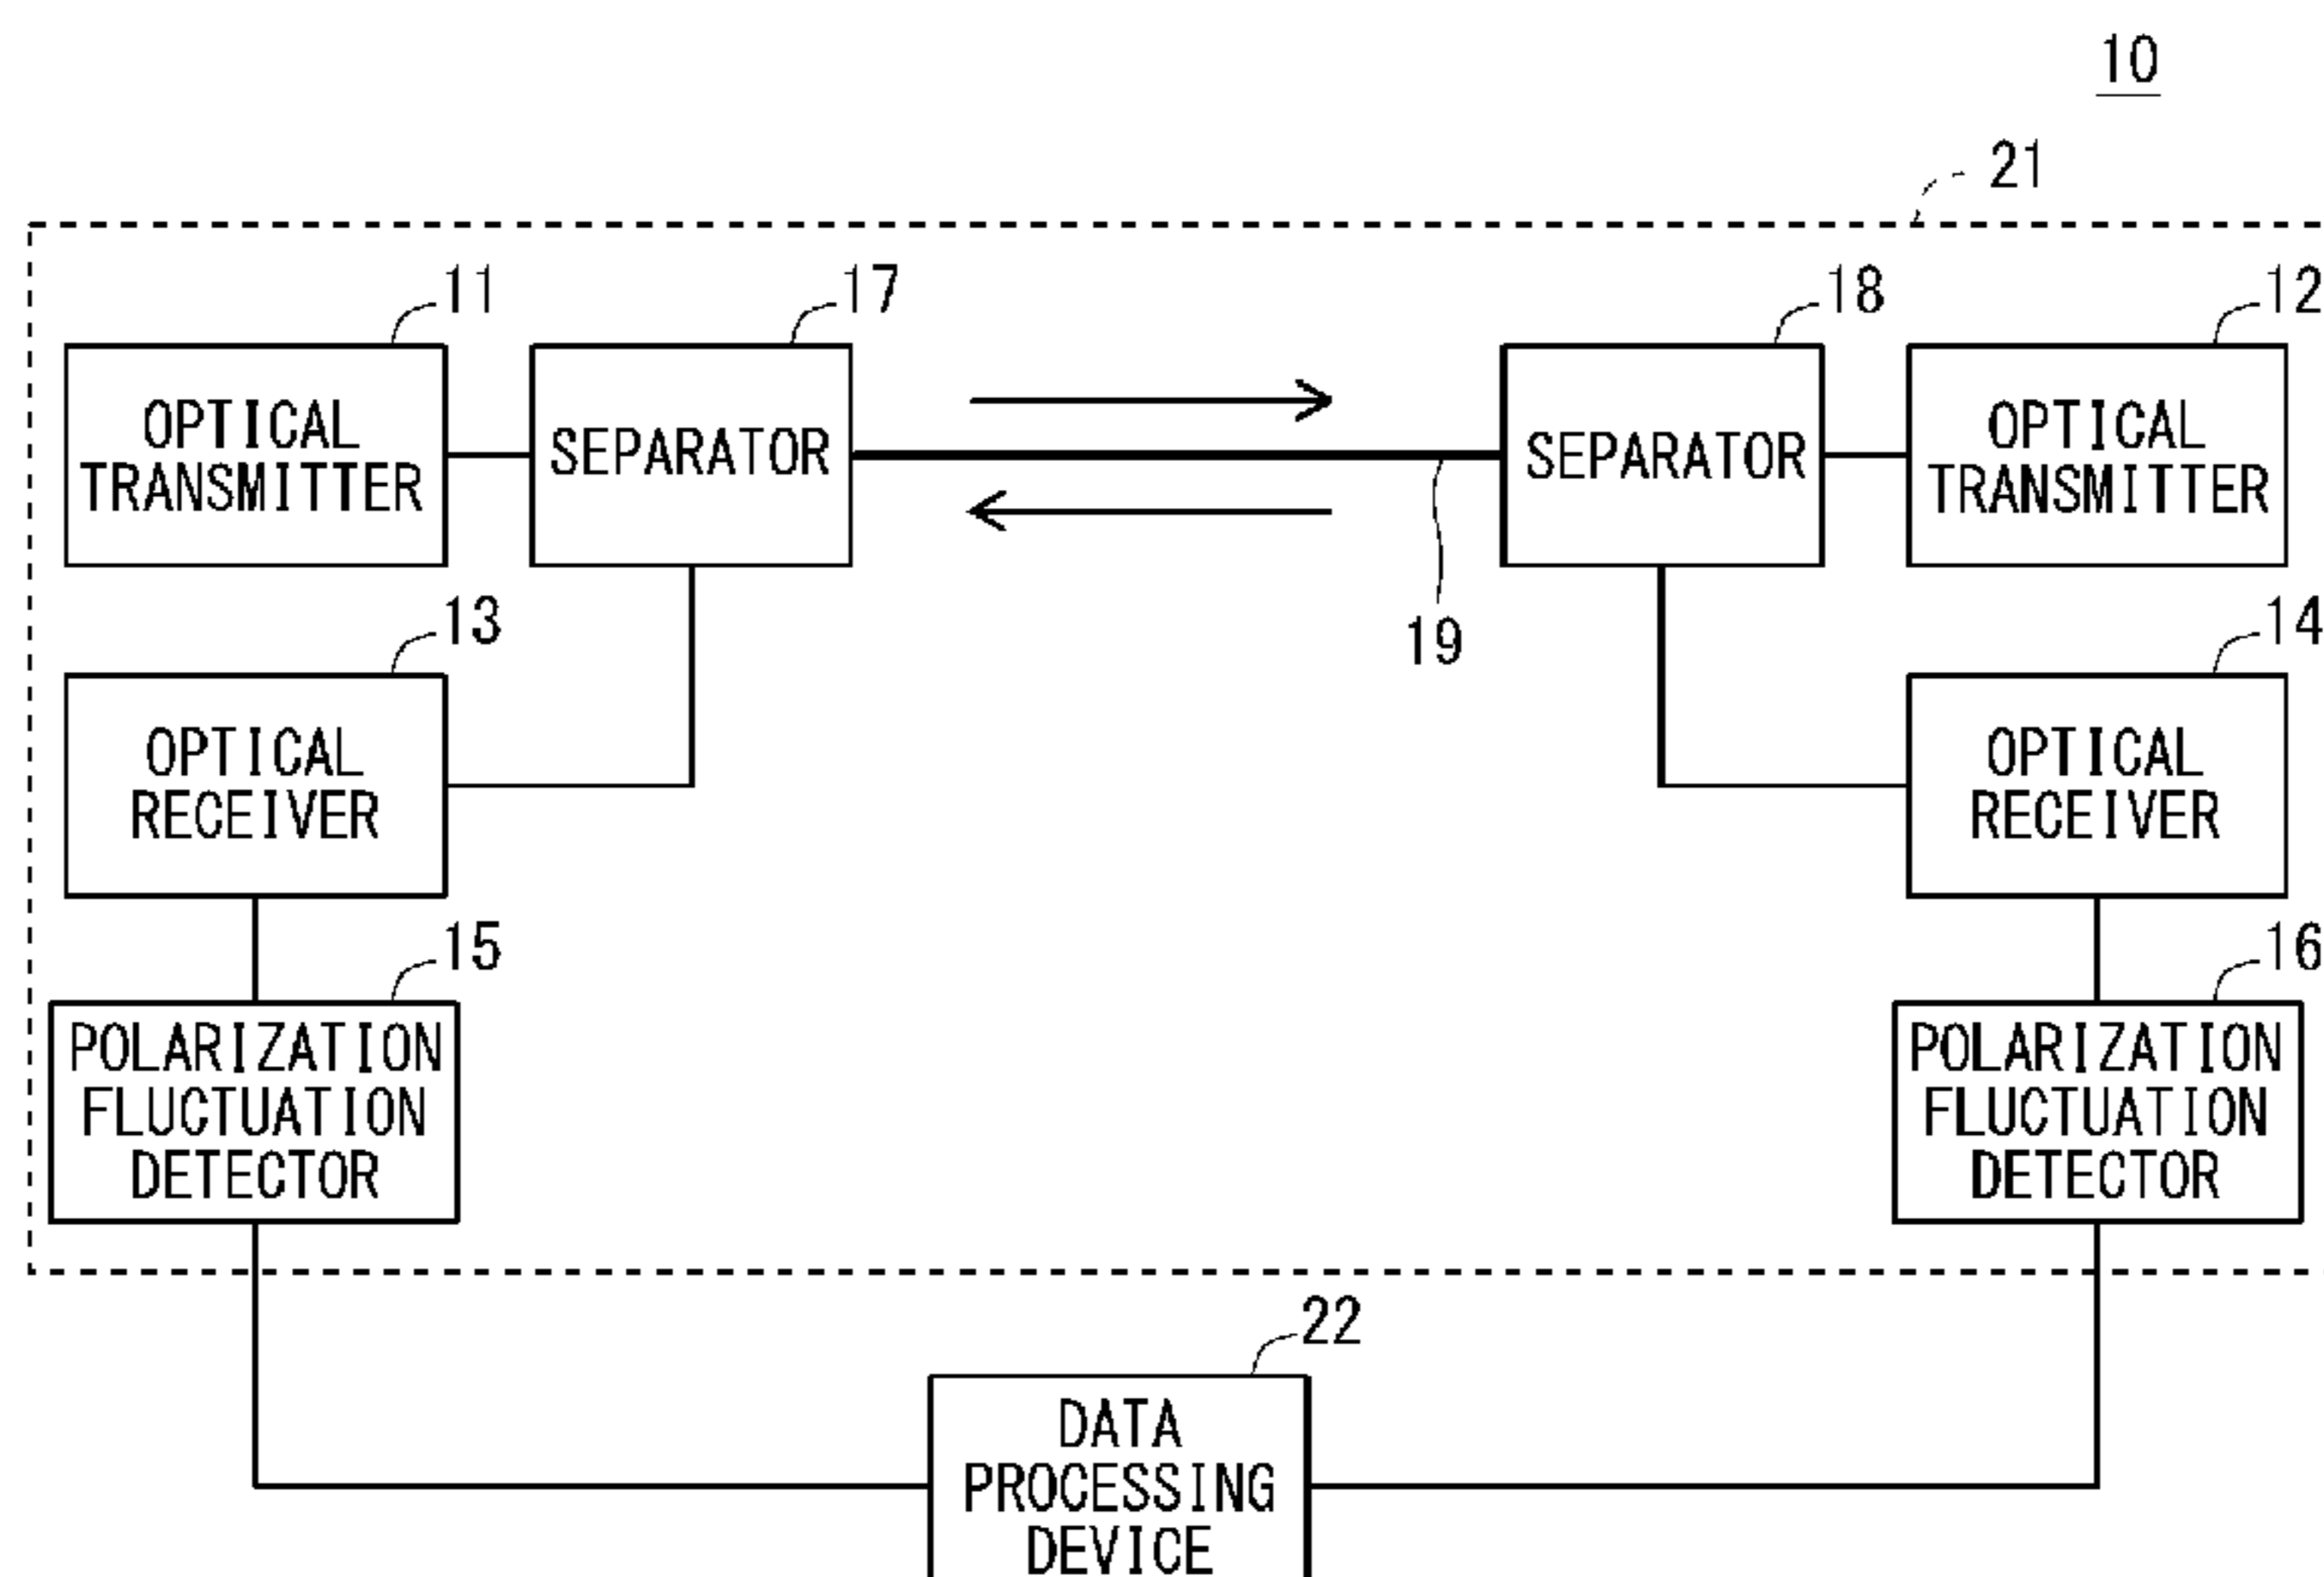 10
21
11
17
18
12
OPTICAL
TRANSMITTER
SEPARATOR
SEPARATOR
OPTICAL
TRANSMITTER
19
13
14
OPTICAL
RECEIVER
OPTICAL
RECEIVER
15
16
POLARIZATION
FLUCTUATION
DETECTOR
POLARIZATION
FLUCTUATION
DETECTOR
22
DATA
PROCESSING
DEVICE